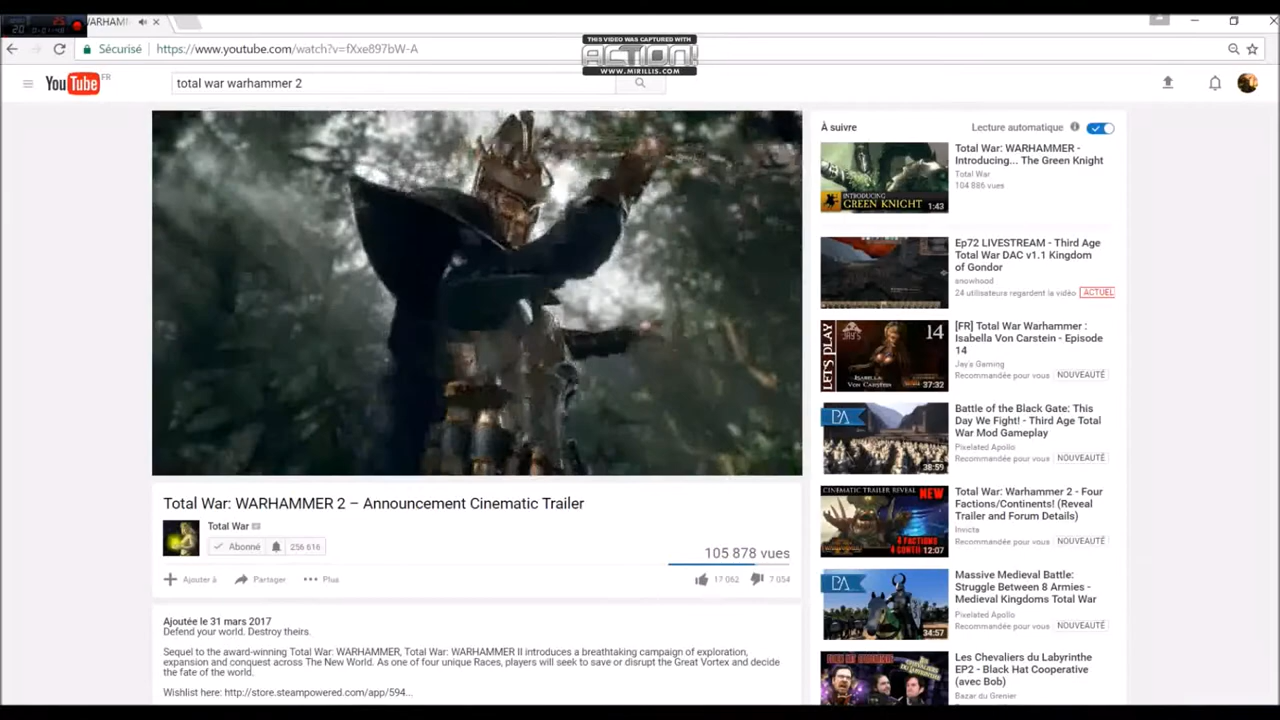 WARHAMM
20
25
THIS VIDEO WAS CAPTURED WITH
ACTION!
WWW.MIRILLIS.COM
Sécurisé
https://www.youtube.com/watch?v=fXxe897bW-A
YouTube FR
total war warhammer 2
À suivre
Lecture automatique
Total War: WARHAMMER -
Introducing... The Green Knight
Total War
104 886 vues
INTRODUCING
GREEN KNIGHT
1:43
Ep72 LIVESTREAM - Third Age
Total War DAC v1.1 Kingdom
of Gondor
snowhood
24 utilisateurs regardent la vidéo ACTUEL
[FR] Total War Warhammer :
Isabella Von Carstein - Episode
14
Jay's Gaming
Recommandée pour vous NOUVEAUTÉ
LET'S PLAY
JAY'S
14
ISABELLA
VON CARSTEIN
37:32
Battle of the Black Gate: This
Day We Fight! - Third Age Total
War Mod Gameplay
Pixelated Apollo
Recommandée pour vous NOUVEAUTÉ
PA
38:59
Total War: Warhammer 2 - Four
Factions/Continents! (Reveal
Trailer and Forum Details)
Invicta
Recommandée pour vous NOUVEAUTÉ
CINEMATIC TRAILER REVEAL NEW
4 FACTIONS
12:07
Massive Medieval Battle:
Struggle Between 8 Armies -
Medieval Kingdoms Total War
Pixelated Apollo
Recommandée pour vous NOUVEAUTÉ
PA
34:57
Les Chevaliers du Labyrinthe
EP2 - Black Hat Cooperative
(avec Bob)
Bazar du Grenier
Total War: WARHAMMER 2 – Announcement Cinematic Trailer
Total War
Abonné 256 616
105 878 vues
Ajouter à
Partager
Plus
17 062
7 054
Ajoutée le 31 mars 2017
Defend your world. Destroy theirs.
Sequel to the award-winning Total War: WARHAMMER, Total War: WARHAMMER II introduces a breathtaking campaign of exploration,
expansion and conquest across The New World. As one of four unique Races, players will seek to save or disrupt the Great Vortex and decide
the fate of the world.
Wishlist here: http://store.steampowered.com/app/594...